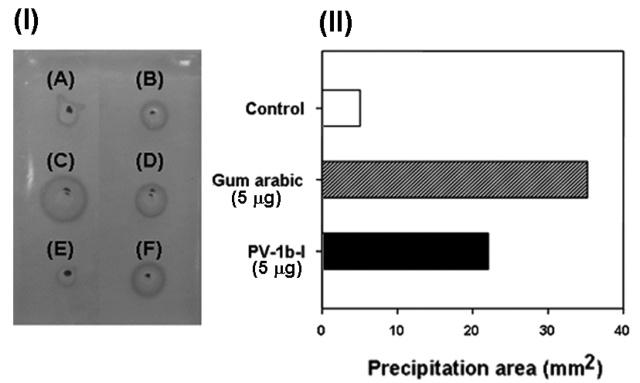 (I)
(A) (B)
(C) (D)
(E) (F)
(II)
Control
Gum arabic
(5 μg)
PV-1b-I
(5 μg)
0 10 20 30 40
Precipitation area (mm²)